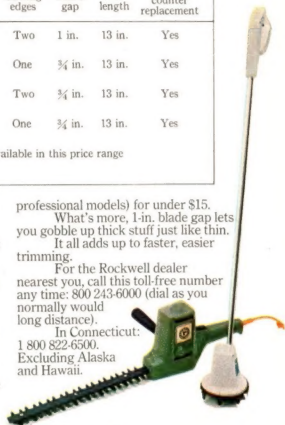 edges gap length counter replacement
Two 1 in. 13 in. Yes
One ¾ in. 13 in. Yes
Two ¾ in. 13 in. Yes
One ¾ in. 13 in. Yes
ailable in this price range
professional models) for under $15.
What's more, 1-in. blade gap lets
you gobble up thick stuff just like thin.
It all adds up to faster, easier
trimming.
For the Rockwell dealer
nearest you, call this toll-free number
any time: 800 243-6000 (dial as you
normally would
long distance).
In Connecticut:
1 800 822-6500.
Excluding Alaska
and Hawaii.